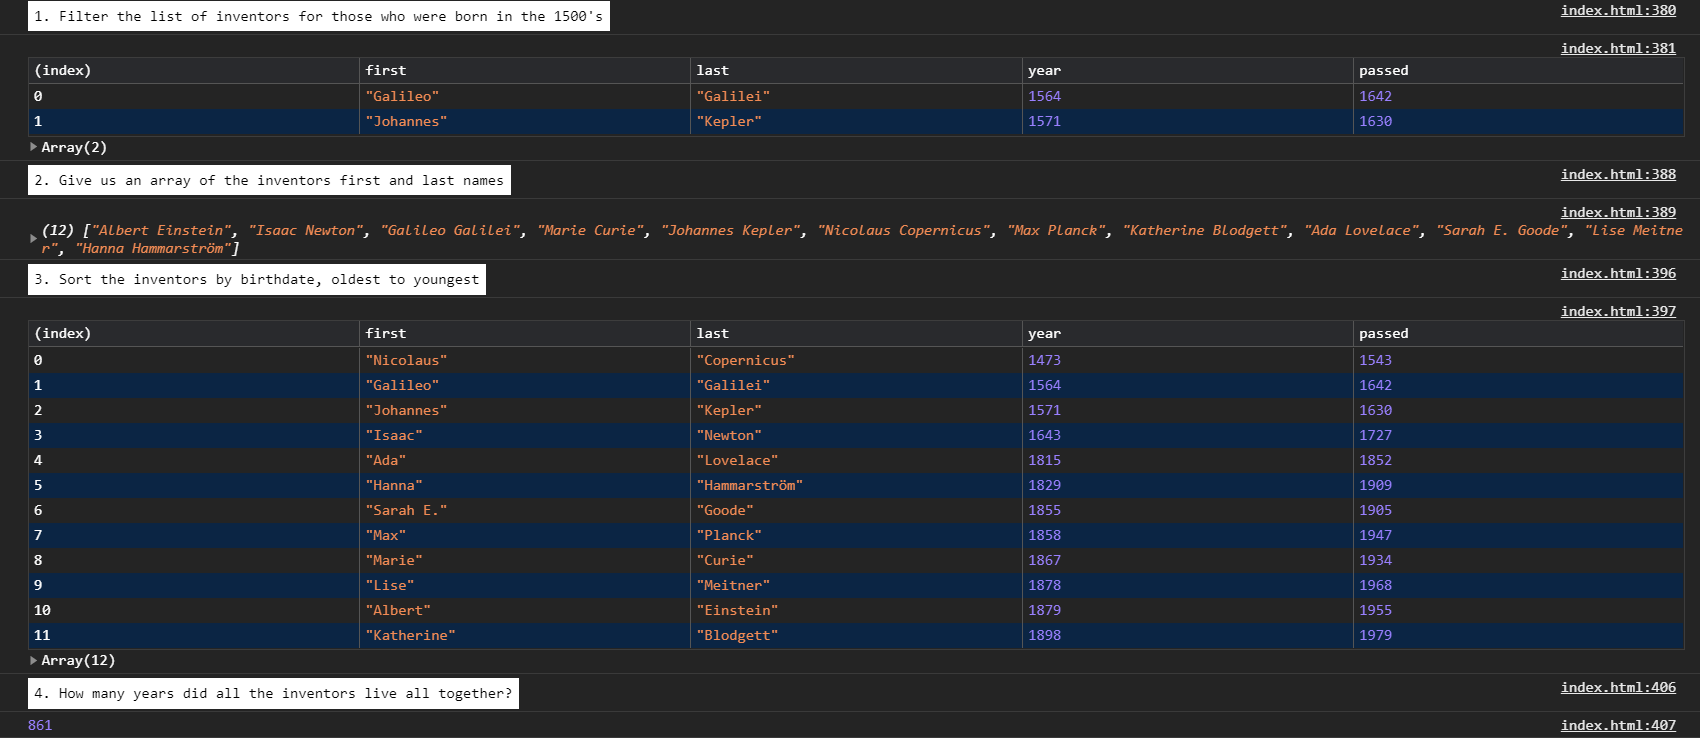 1. Filter the list of inventors for those who were born in the 1500's index.html:380
index.html:381
(index) first last year passed
0 "Galileo" "Galilei" 1564 1642
1 "Johannes" "Kepler" 1571 1630
Array(2)
2. Give us an array of the inventors first and last names index.html:388
index.html:389
(12) ["Albert Einstein", "Isaac Newton", "Galileo Galilei", "Marie Curie", "Johannes Kepler", "Nicolaus Copernicus", "Max Planck", "Katherine Blodgett", "Ada Lovelace", "Sarah E. Goode", "Lise Meitne
r", "Hanna Hammarström"]
3. Sort the inventors by birthdate, oldest to youngest index.html:396
index.html:397
(index) first last year passed
0 "Nicolaus" "Copernicus" 1473 1543
1 "Galileo" "Galilei" 1564 1642
2 "Johannes" "Kepler" 1571 1630
3 "Isaac" "Newton" 1643 1727
4 "Ada" "Lovelace" 1815 1852
5 "Hanna" "Hammarström" 1829 1909
6 "Sarah E." "Goode" 1855 1905
7 "Max" "Planck" 1858 1947
8 "Marie" "Curie" 1867 1934
9 "Lise" "Meitner" 1878 1968
10 "Albert" "Einstein" 1879 1955
11 "Katherine" "Blodgett" 1898 1979
Array(12)
4. How many years did all the inventors live all together? index.html:406
861 index.html:407